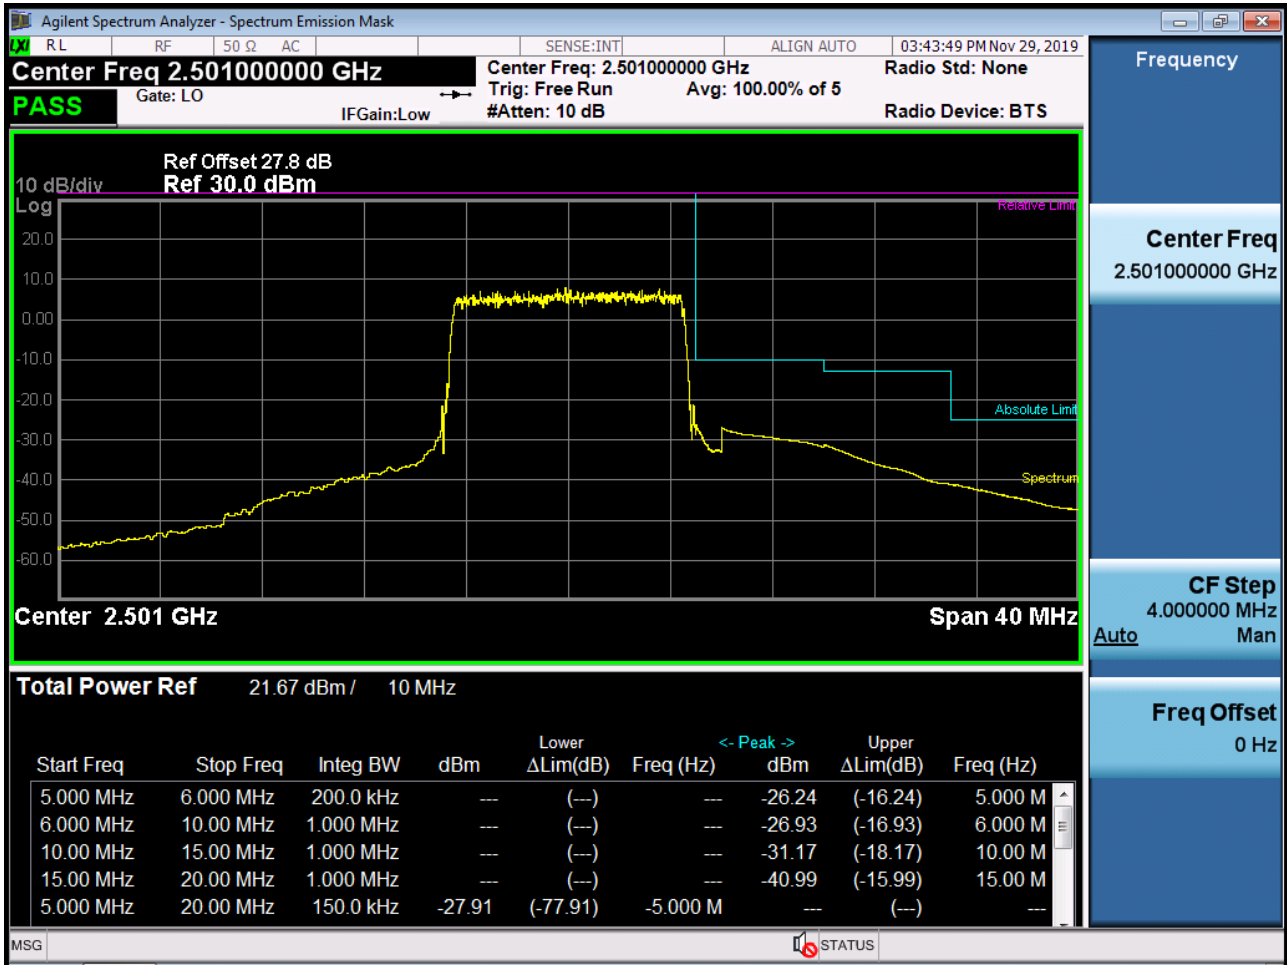 Agilent Spectrum Analyzer - Spectrum Emission Mask
LXI RL RF 50 Ω AC SENSE:INT ALIGN AUTO 03:43:49 PM Nov 29, 2019
Center Freq 2.501000000 GHz
Center Freq: 2.501000000 GHz
Radio Std: None
PASS
Gate: LO
Trig: Free Run
Avg: 100.00% of 5
IFGain:Low
#Atten: 10 dB
Radio Device: BTS
Ref Offset 27.8 dB
10 dB/div Ref 30.0 dBm
Log
Relative Limit
20.0
10.0
0.00
-10.0
-20.0
Absolute Limit
-30.0
-40.0
Spectrum
-50.0
-60.0
Center 2.501 GHz Span 40 MHz
Total Power Ref 21.67 dBm / 10 MHz
Lower <- Peak -> Upper
Start Freq Stop Freq Integ BW dBm ΔLim(dB) Freq (Hz) dBm ΔLim(dB) Freq (Hz)
5.000 MHz 6.000 MHz 200.0 kHz --- (---) --- -26.24 (-16.24) 5.000 M
6.000 MHz 10.00 MHz 1.000 MHz --- (---) --- -26.93 (-16.93) 6.000 M
10.00 MHz 15.00 MHz 1.000 MHz --- (---) --- -31.17 (-18.17) 10.00 M
15.00 MHz 20.00 MHz 1.000 MHz --- (---) --- -40.99 (-15.99) 15.00 M
5.000 MHz 20.00 MHz 150.0 kHz -27.91 (-77.91) -5.000 M --- (---) ---
MSG STATUS
Frequency
Center Freq
2.501000000 GHz
CF Step
4.000000 MHz
Auto Man
Freq Offset
0 Hz